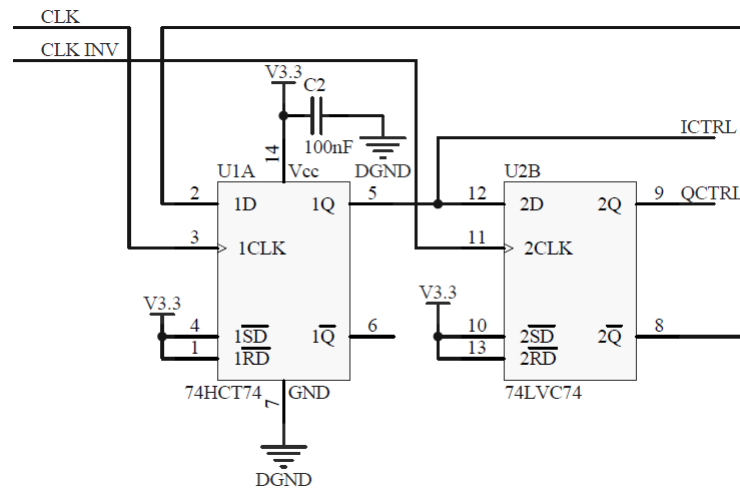 CLK
CLK INV
V3.3
C2
100nF
DGND
ICTRL
QCTRL
U1A
14
Vcc
2
1D
1Q
5
3
1CLK
V3.3
4
1SD
1
1RD
1Q
6
74HCT74
7
GND
DGND
U2B
12
2D
2Q
9
11
2CLK
V3.3
10
2SD
13
2RD
2Q
8
74LVC74